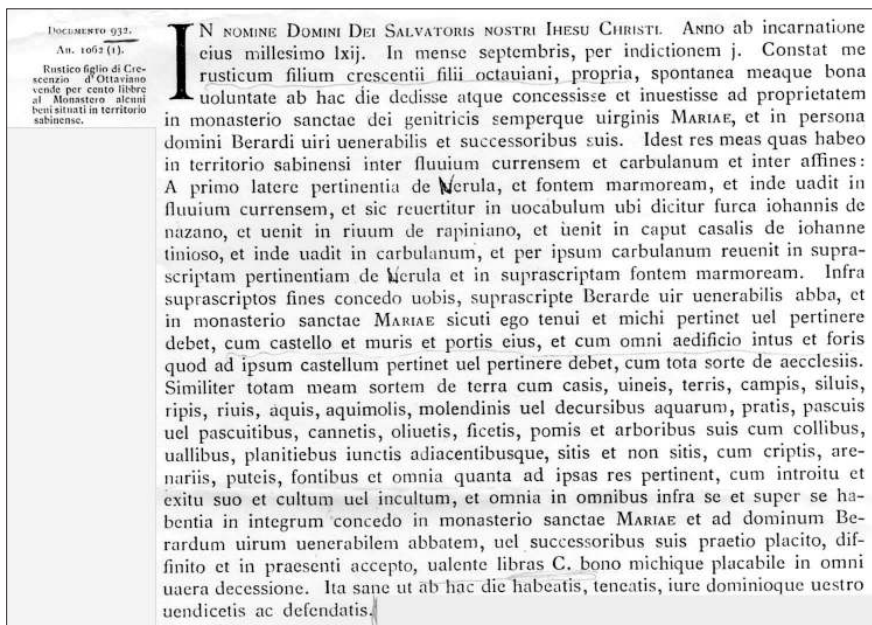 DOCUMENTO 932.
An. 1062 (1).
Rustico figlio di Cre-
scenzio d'Ottaviano
vende per cento libbre
al Monastero alcuni
beni situati in territorio
sabinense.
IN NOMINE DOMINI DEI SALVATORIS NOSTRI IHESU CHRISTI. Anno ab incarnatione
eius millesimo lxij. In mense septembris, per indictionem j. Constat me
rusticum filium crescentii filii octauiani, propria, spontanea meaque bona
uoluntate ab hac die dedisse atque concessisse et inuestisse ad proprietatem
in monasterio sanctae dei genitricis semperque uirginis MARIAE, et in persona
domini Berardi uiri uenerabilis et successoribus suis. Idest res meas quas habeo
in territorio sabinensi inter fluuium currensem et carbulanum et inter affines:
A primo latere pertinentia de Nerula, et fontem marmoream, et inde uadit in
fluuium currensem, et sic reuertitur in uocabulum ubi dicitur furca iohannis de
nazano, et uenit in riuum de rapiniano, et uenit in caput casalis de iohanne
tinioso, et inde uadit in carbulanum, et per ipsum carbulanum reuenit in supra-
scriptam pertinentiam de Nerula et in suprascriptam fontem marmoream. Infra
suprascriptos fines concedo uobis, suprascripte Berarde uir uenerabilis abba, et
in monasterio sanctae MARIAE sicuti ego tenui et michi pertinet uel pertinere
debet, cum castello et muris et portis eius, et cum omni aedificio intus et foris
quod ad ipsum castellum pertinet uel pertinere debet, cum tota sorte de aecclesiis.
Similiter totam meam sortem de terra cum casis, uineis, terris, campis, siluis,
ripis, riuis, aquis, aquimolis, molendinis uel decursibus aquarum, pratis, pascuis
uel pascuitibus, cannetis, oliuetis, ficetis, pomis et arboribus suis cum collibus,
uallibus, planitiebus iunctis adiacentibusque, sitis et non sitis, cum criptis, are-
nariis, puteis, fontibus et omnia quanta ad ipsas res pertinent, cum introitu et
exitu suo et cultum uel incultum, et omnia in omnibus infra se et super se ha-
bentia in integrum concedo in monasterio sanctae MARIAE et ad dominum Be-
rardum uirum uenerabilem abbatem, uel successoribus suis praetio placito, dif-
finito et in praesenti accepto, ualente libras C. bono michique placabile in omni
uaera decessione. Ita sane ut ab hac die habeatis, teneatis, iure dominioque uestro
uendicetis ac defendatis.